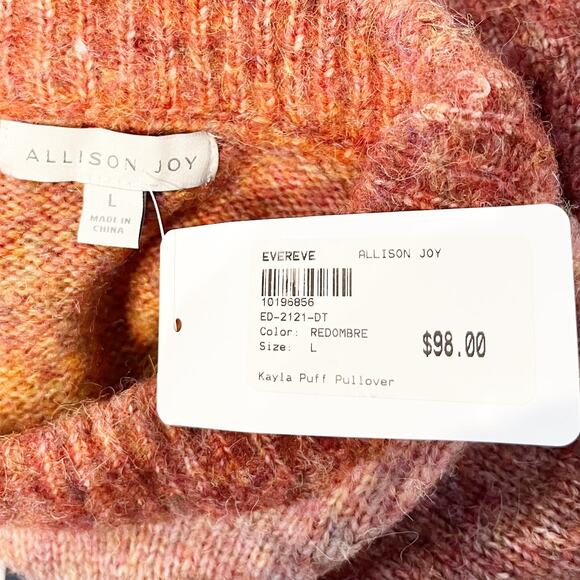 ALLISON JOY
L
MADE IN
CHINA
EVEREVE ALLISON JOY
10196856
ED-2121-DT
Color: REDOMBRE
Size: L
$98.00
Kayla Puff Pullover